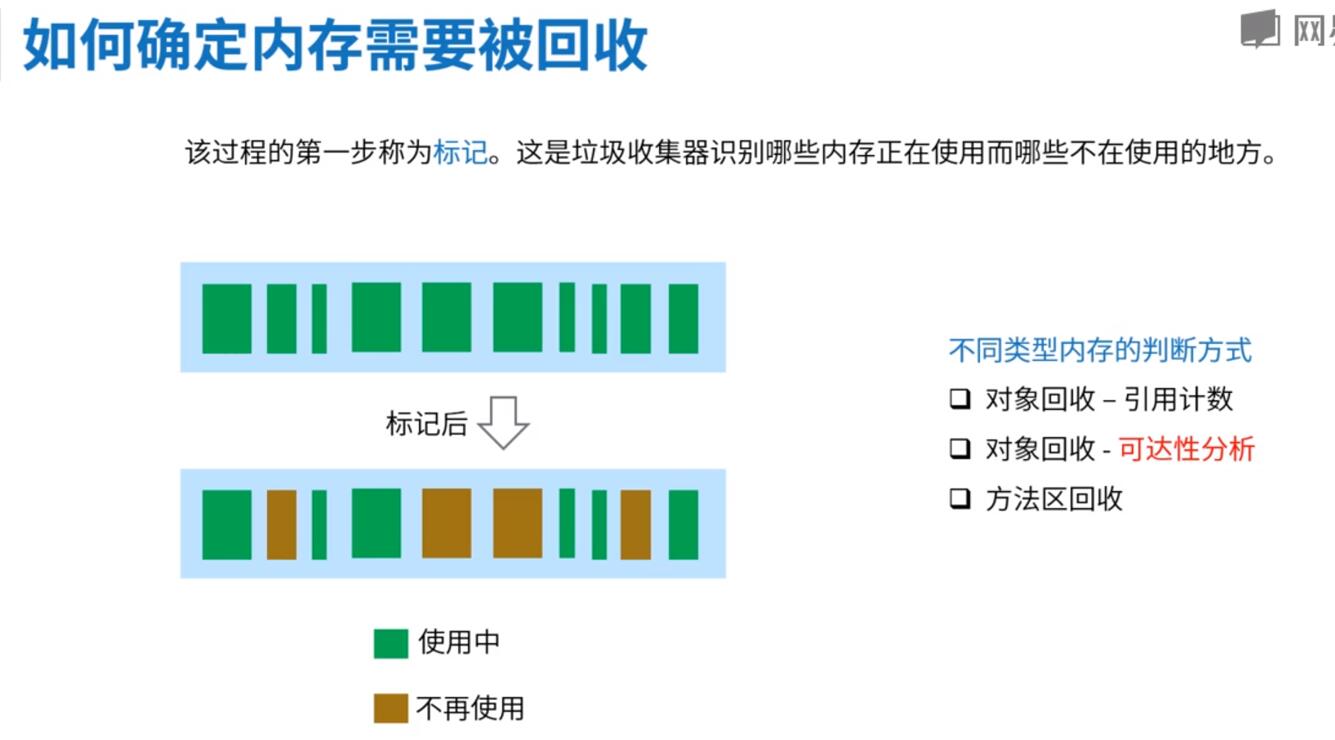 如何确定内存需要被回收
网
该过程的第一步称为标记。这是垃圾收集器识别哪些内存正在使用而哪些不在使用的地方。
不同类型内存的判断方式
对象回收 – 引用计数
对象回收 - 可达性分析
方法区回收
标记后
使用中
不再使用